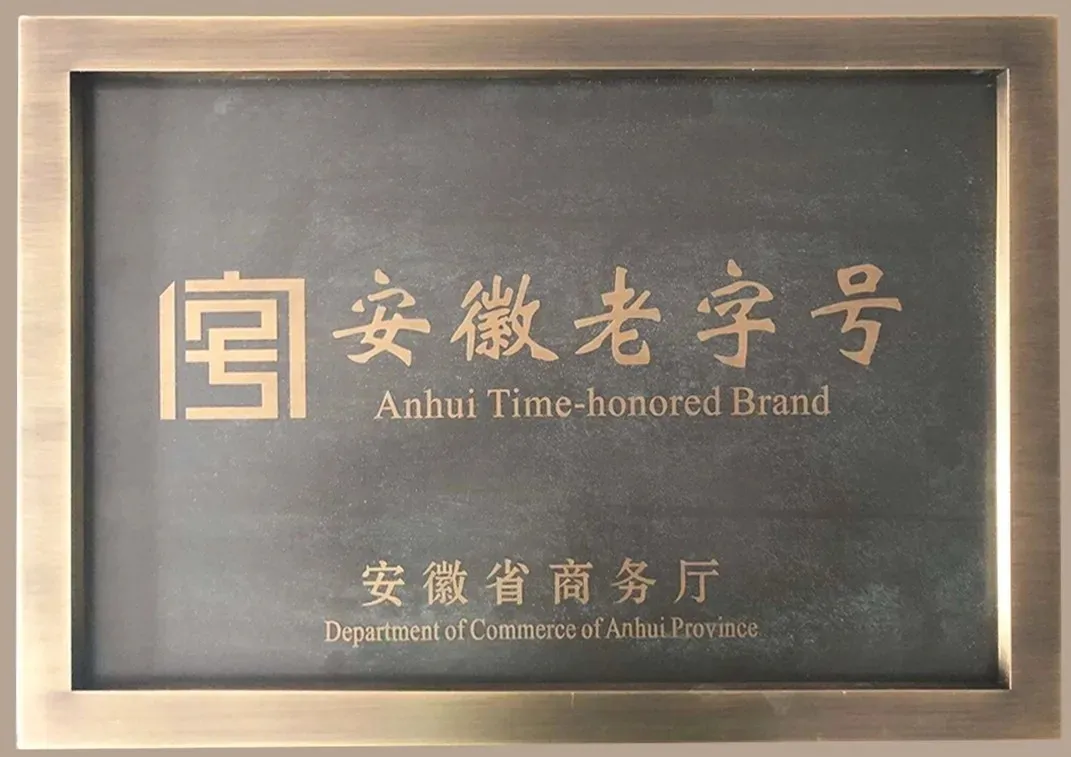 安徽老字号
Anhui Time-honored Brand
安徽省商务厅
Department of Commerce of Anhui Province